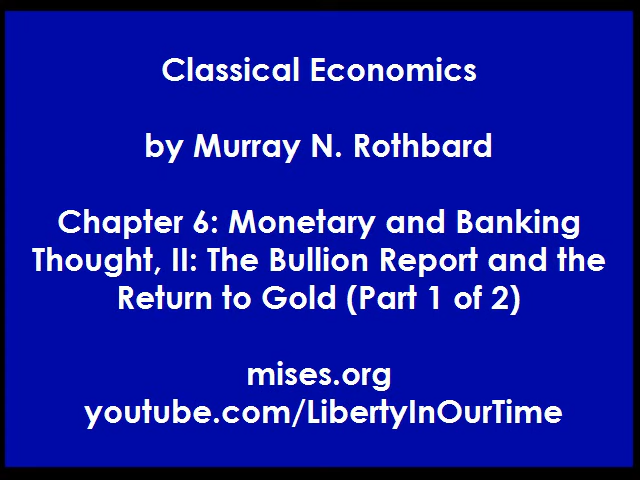 Classical Economics
by Murray N. Rothbard
Chapter 6: Monetary and Banking
Thought, II: The Bullion Report and the
Return to Gold (Part 1 of 2)
mises.org
youtube.com/LibertyInOurTime